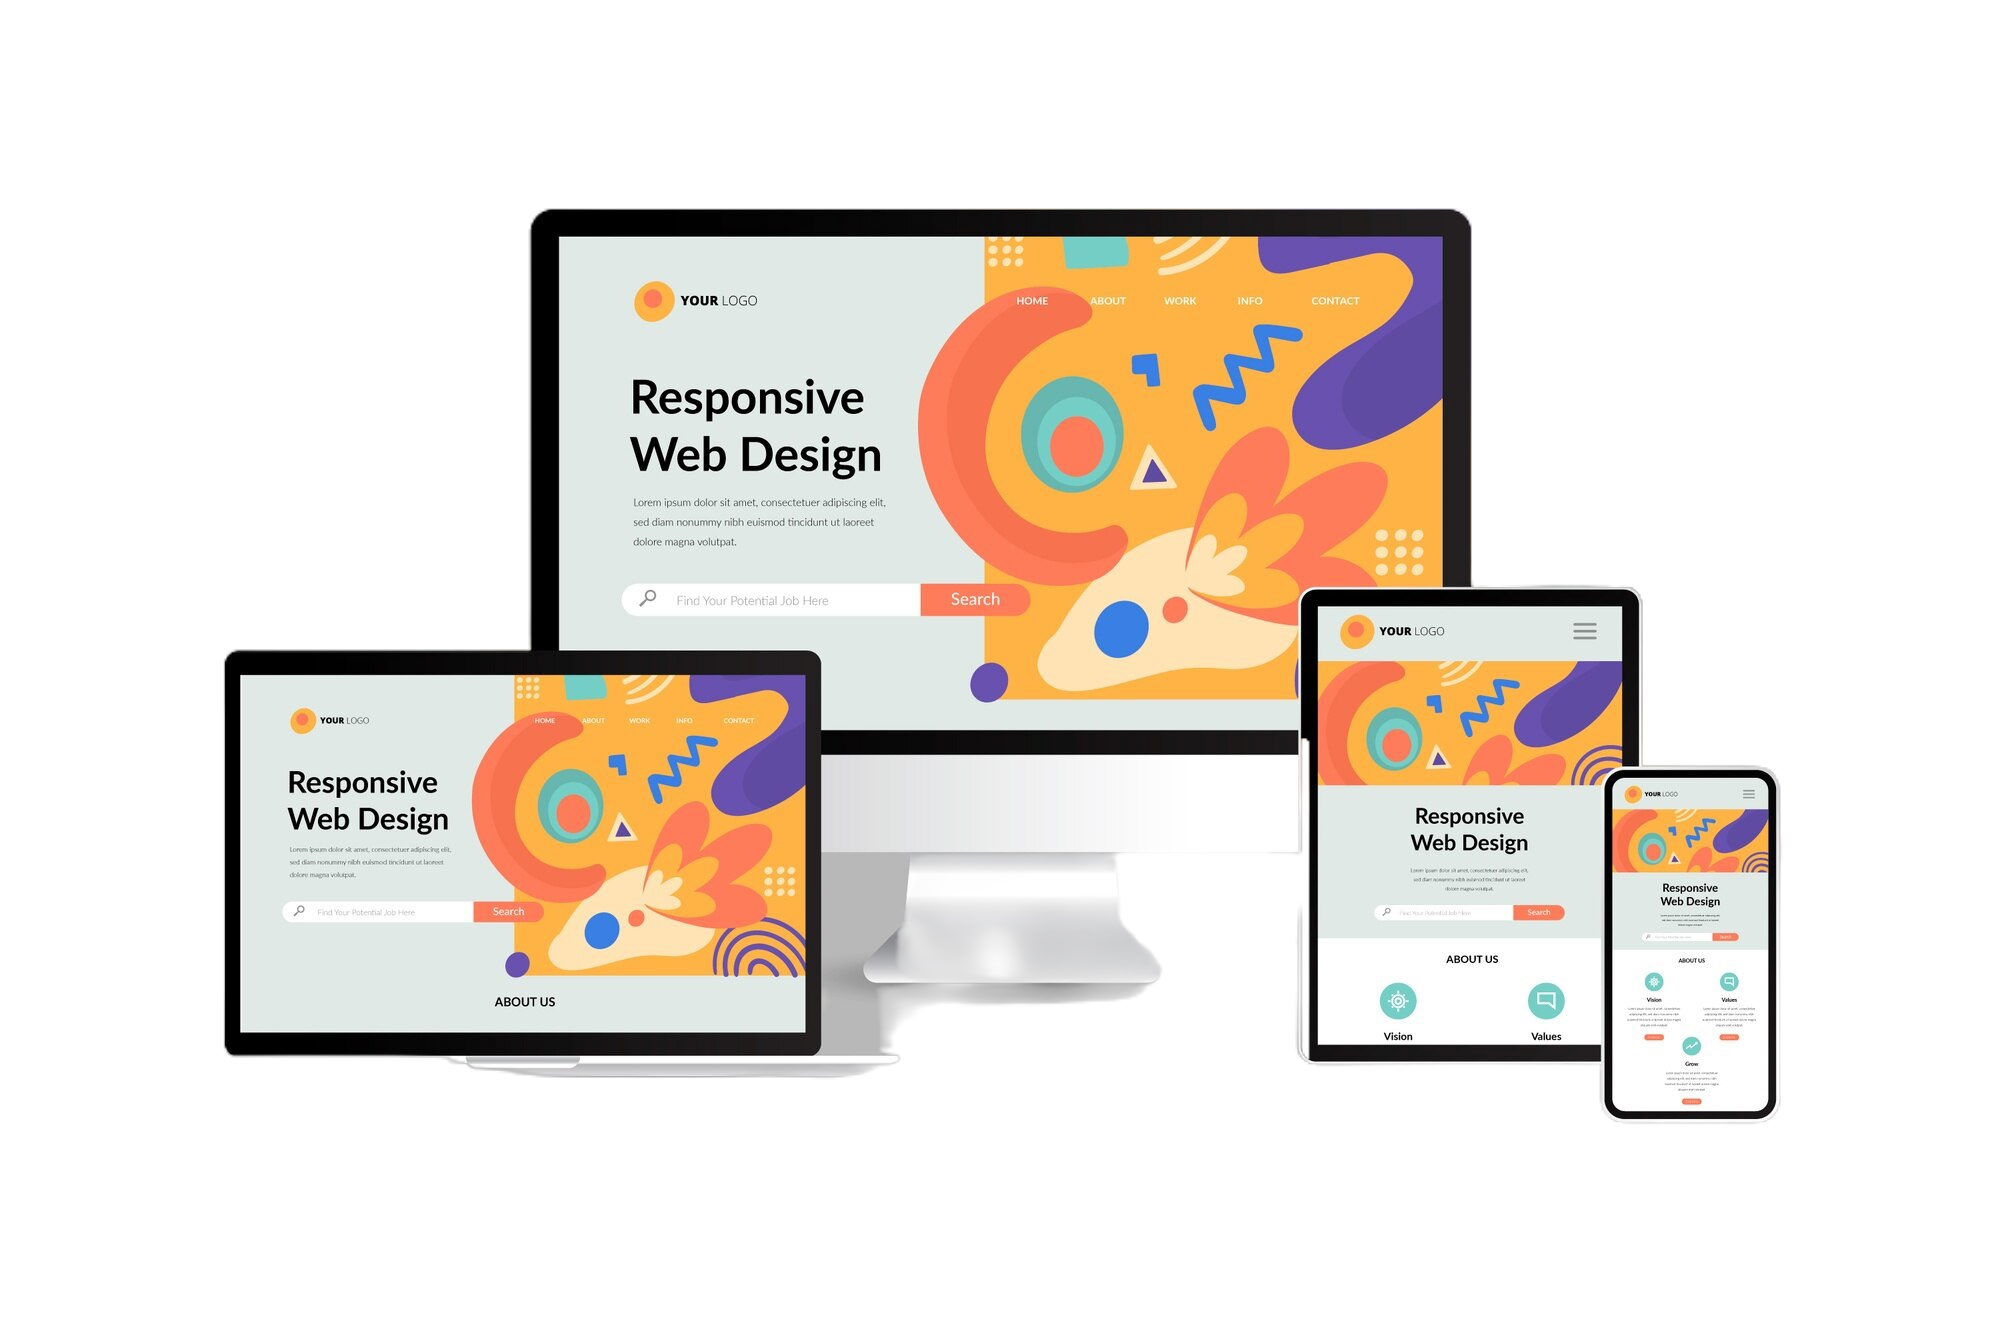 YOUR LOGO
HOME ABOUT WORK INFO CONTACT
Responsive
Web Design
Lorem ipsum dolor sit amet, consectetuer adipiscing elit,
sed diam nonummy nibh euismod tincidunt ut laoreet
dolore magna volutpat.
Find Your Potential Job Here
Search
YOUR LOGO
HOME ABOUT WORK INFO CONTACT
Responsive
Web Design
Lorem ipsum dolor sit amet, consectetuer adipiscing elit,
sed diam nonummy nibh euismod tincidunt ut laoreet
dolore magna volutpat.
Find Your Potential Job Here
Search
ABOUT US
YOUR LOGO
Responsive
Web Design
Lorem ipsum dolor sit amet, consectetuer adipiscing elit,
sed diam nonummy nibh euismod tincidunt ut laoreet
dolore magna volutpat.
Find Your Potential Job Here
Search
ABOUT US
Vision Values
YOUR LOGO
Responsive
Web Design
Search
ABOUT US
Vision Values
Grow